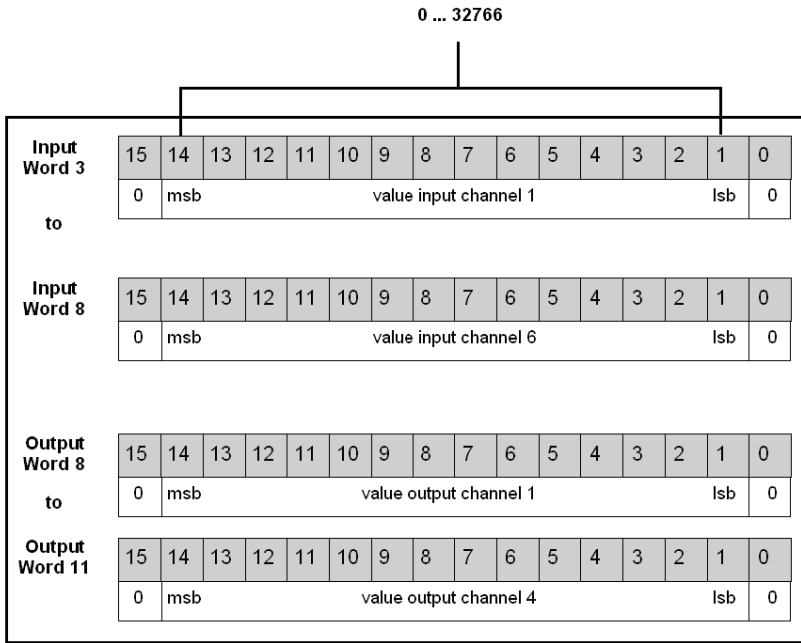 0 ... 32766
Input
Word 3
15 14 13 12 11 10 9 8 7 6 5 4 3 2 1 0
0 msb value input channel 1 lsb 0
to
Input
Word 8
15 14 13 12 11 10 9 8 7 6 5 4 3 2 1 0
0 msb value input channel 6 lsb 0
Output
Word 8
15 14 13 12 11 10 9 8 7 6 5 4 3 2 1 0
0 msb value output channel 1 lsb 0
to
Output
Word 11
15 14 13 12 11 10 9 8 7 6 5 4 3 2 1 0
0 msb value output channel 4 lsb 0